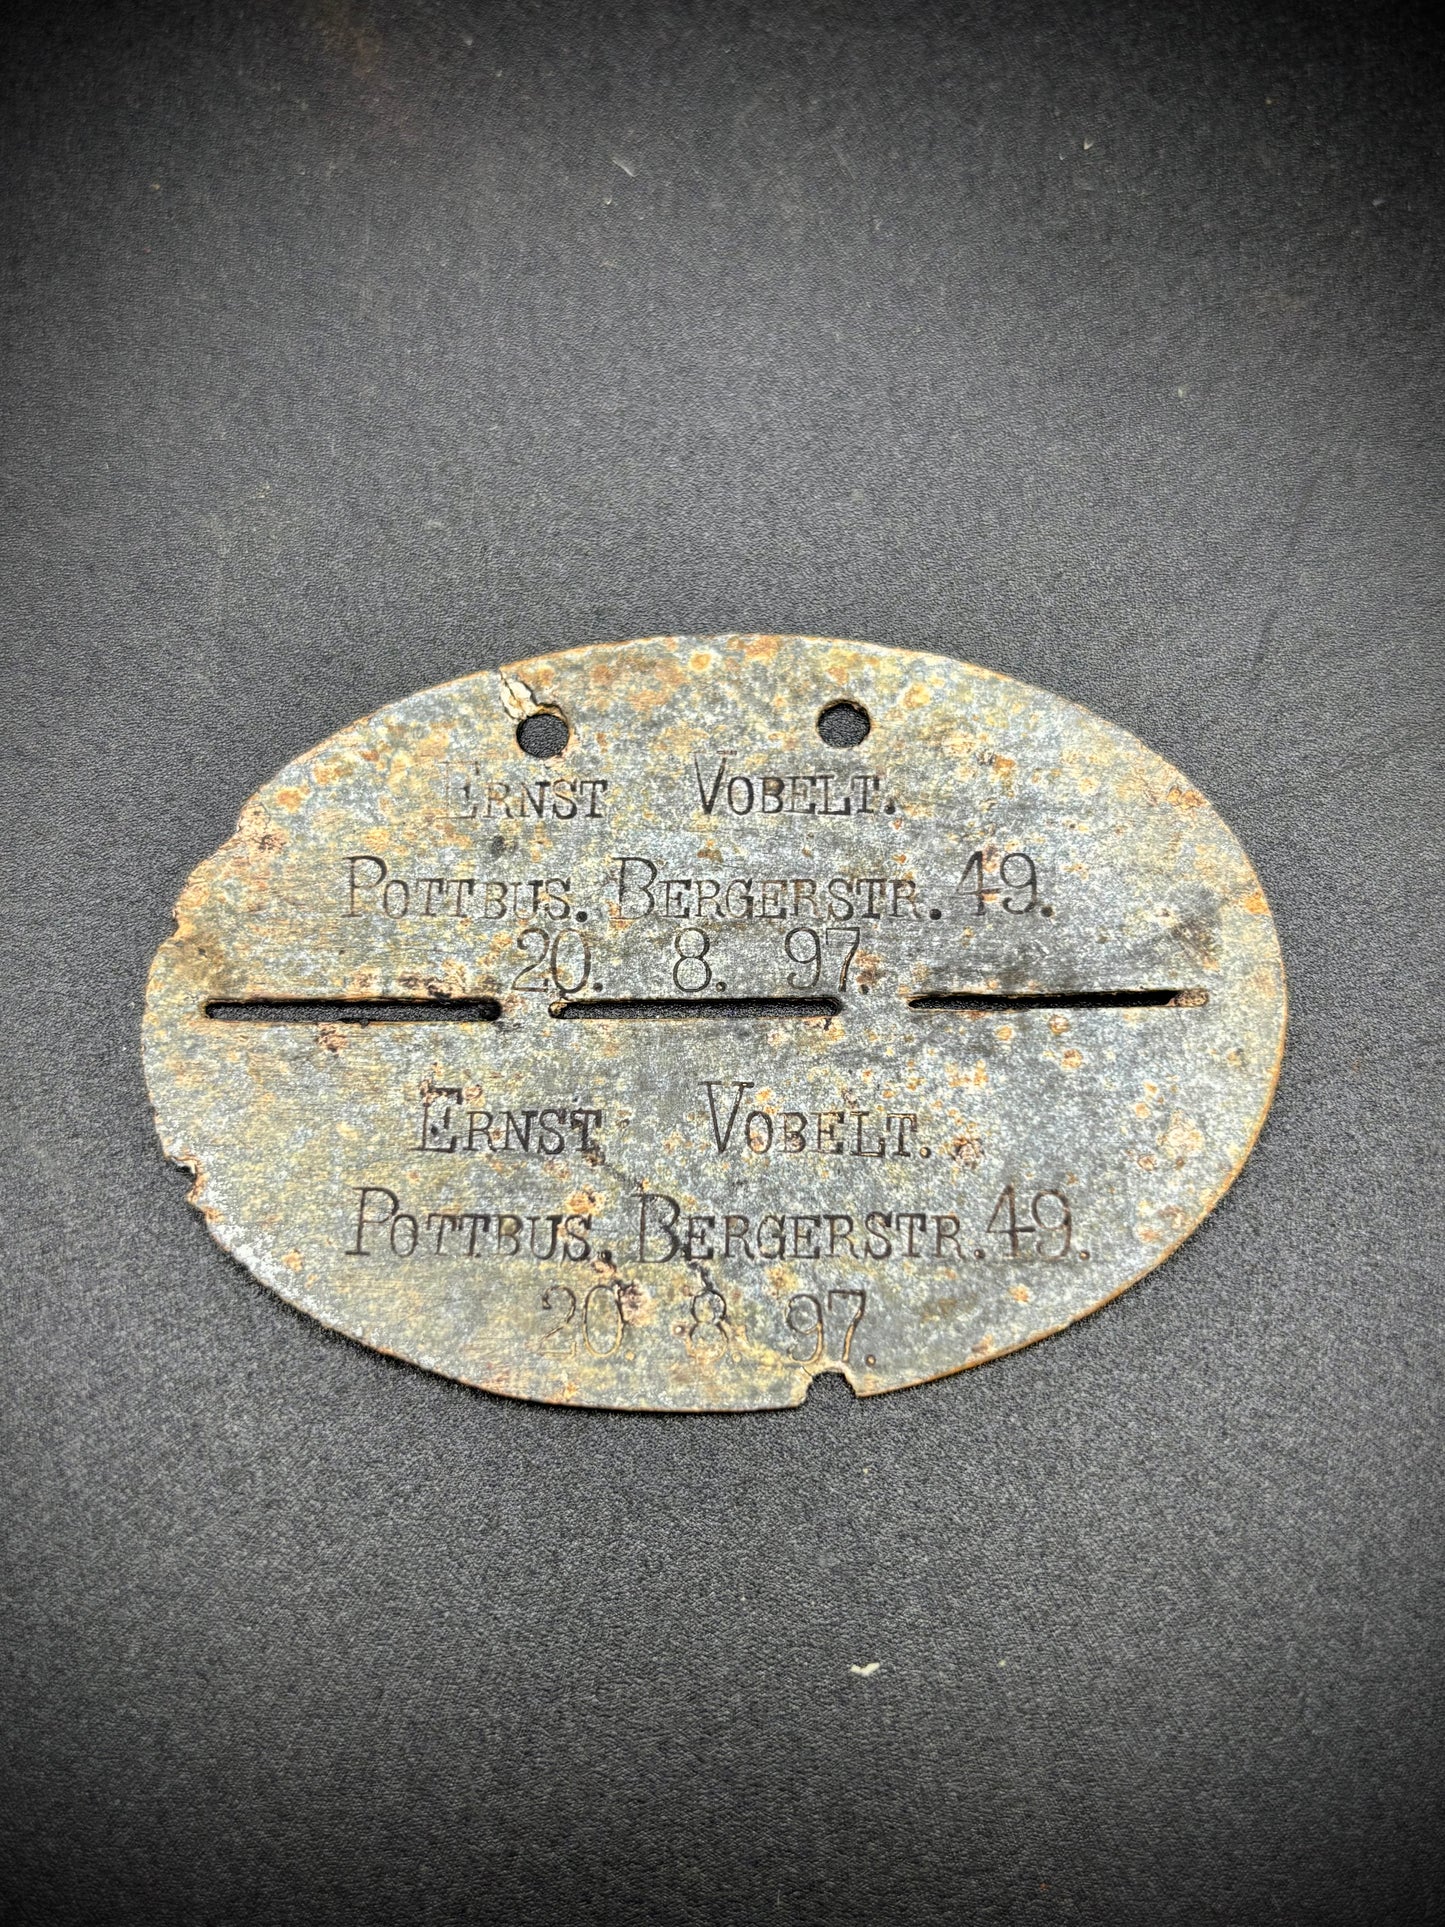 ERNST VOBELT.
POTTBUS. BERGERSTR. 49.
20. 8. 97.
ERNST VOBELT.
POTTBUS. BERGERSTR. 49.
20. 8. 97.